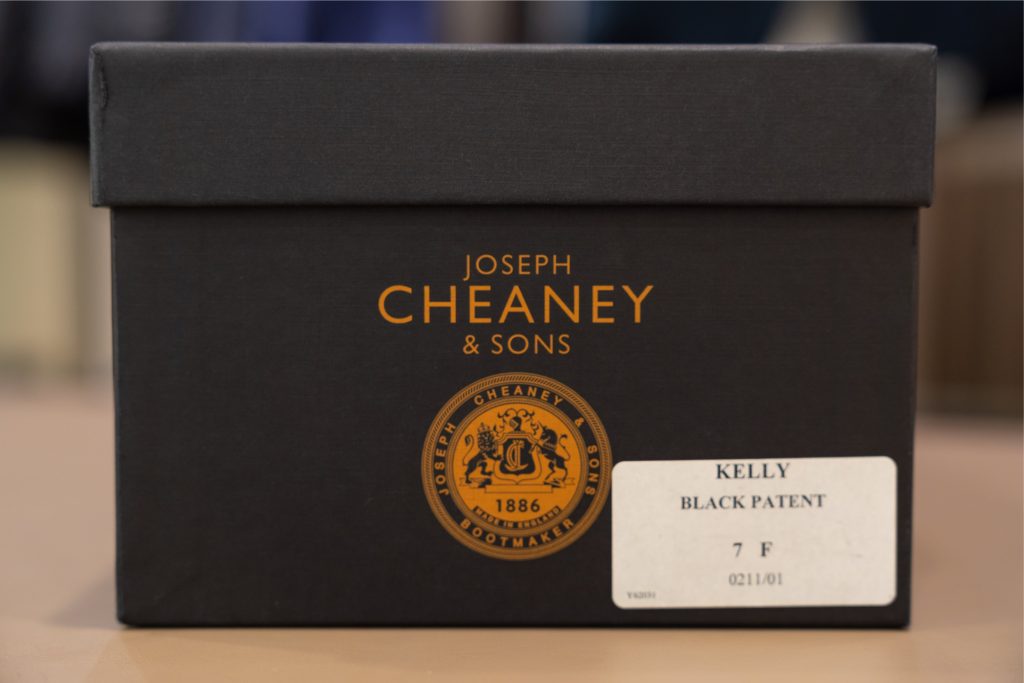 JOSEPH
CHEANEY
& SONS
JOSEPH CHEANEY & SONS
1886
MADE IN ENGLAND
BOOTMAKER
KELLY
BLACK PATENT
7 F
0211/01